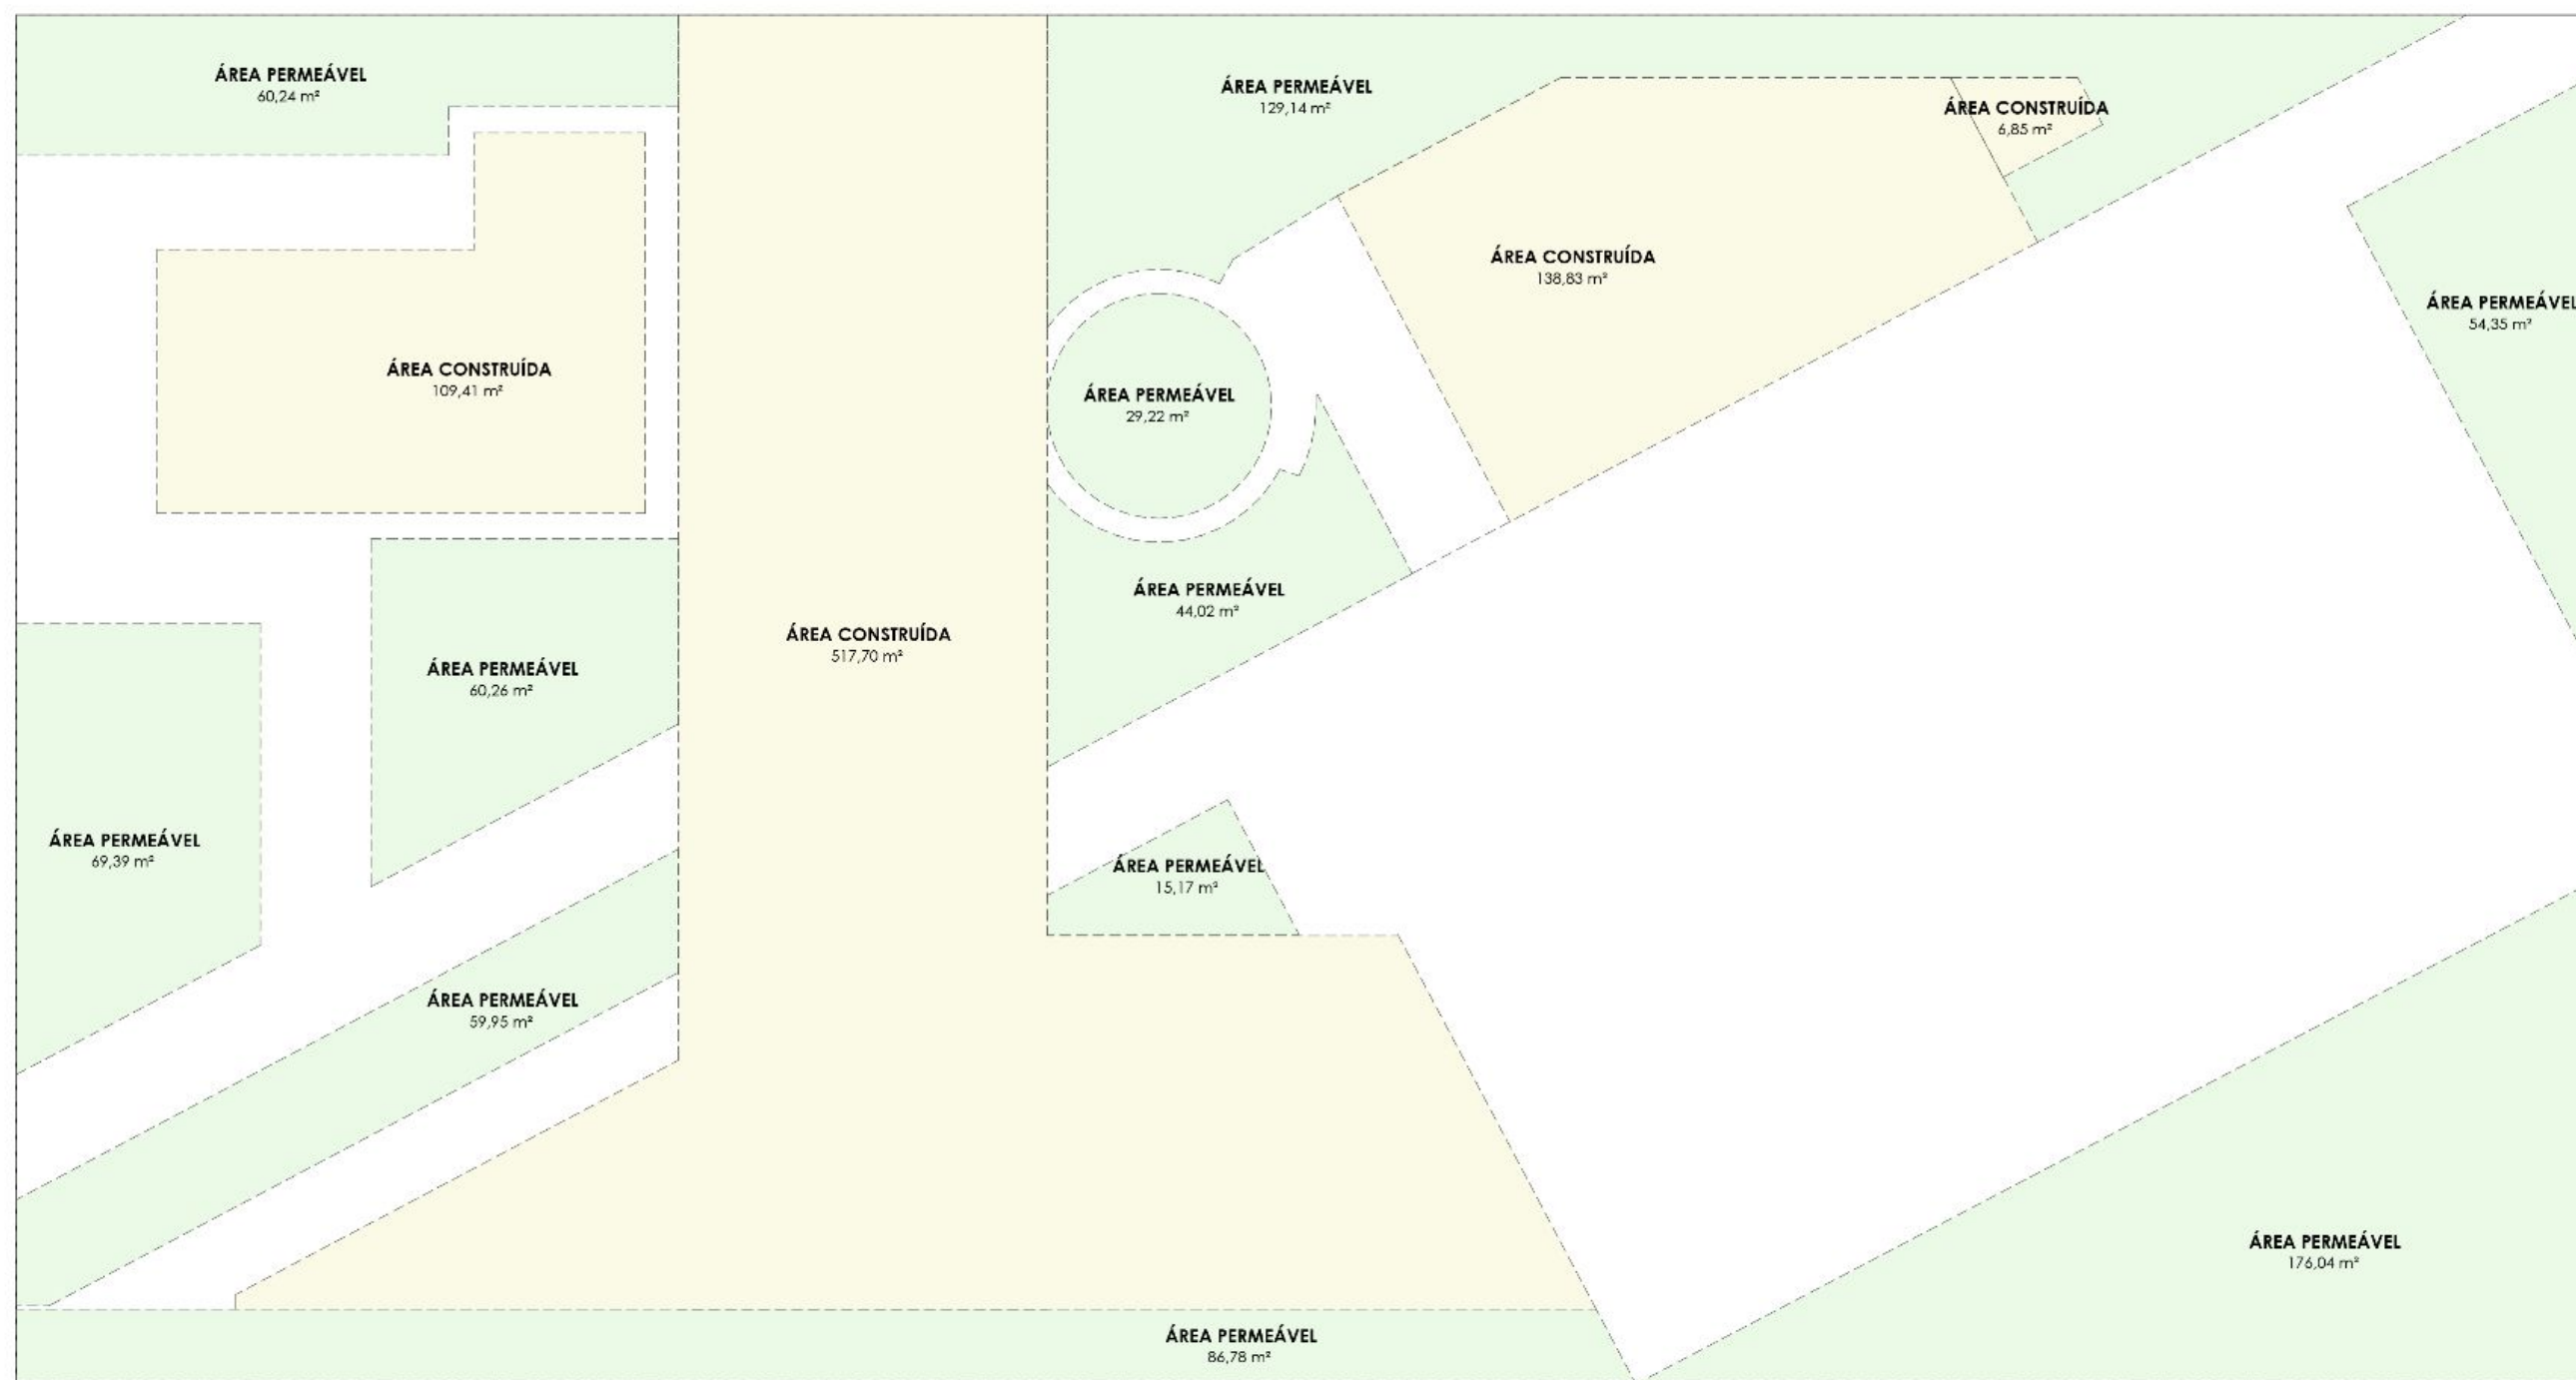 ÁREA PERMEÁVEL
60,24 m²
ÁREA PERMEÁVEL
129,14 m²
ÁREA CONSTRUÍDA
6,85 m²
ÁREA CONSTRUÍDA
138,83 m²
ÁREA PERMEÁVEL
54,35 m²
ÁREA CONSTRUÍDA
109,41 m²
ÁREA PERMEÁVEL
29,22 m²
ÁREA PERMEÁVEL
44,02 m²
ÁREA CONSTRUÍDA
517,70 m²
ÁREA PERMEÁVEL
60,26 m²
ÁREA PERMEÁVEL
69,39 m²
ÁREA PERMEÁVEL
15,17 m²
ÁREA PERMEÁVEL
59,95 m²
ÁREA PERMEÁVEL
176,04 m²
ÁREA PERMEÁVEL
86,78 m²